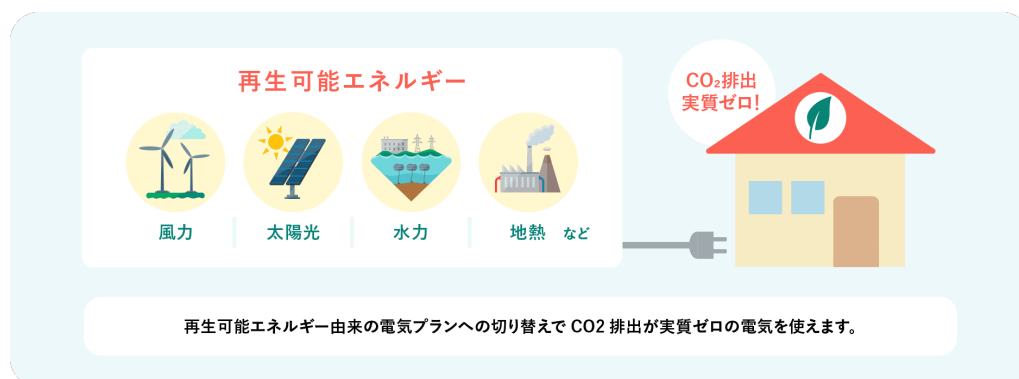 再生可能エネルギー
CO₂排出
実質ゼロ!
風力
太陽光
水力
地熱 など
再生可能エネルギー由来の電気プランへの切り替えで CO2 排出が実質ゼロの電気を使えます。